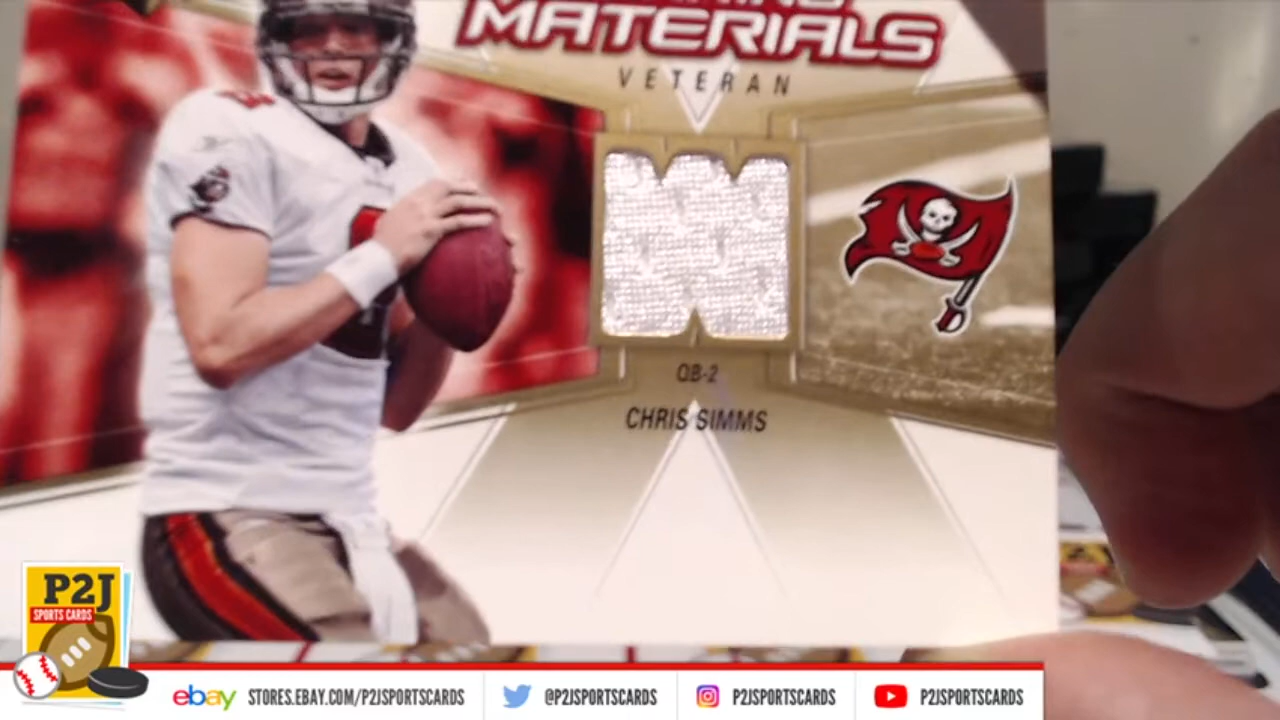 MATERIALS
VETERAN
QB-2
CHRIS SIMMS
P2J
SPORTS CARDS
ebay STORES.EBAY.COM/P2JSPORTSCARDS @P2JSPORTSCARDS P2JSPORTSCARDS P2JSPORTSCARDS